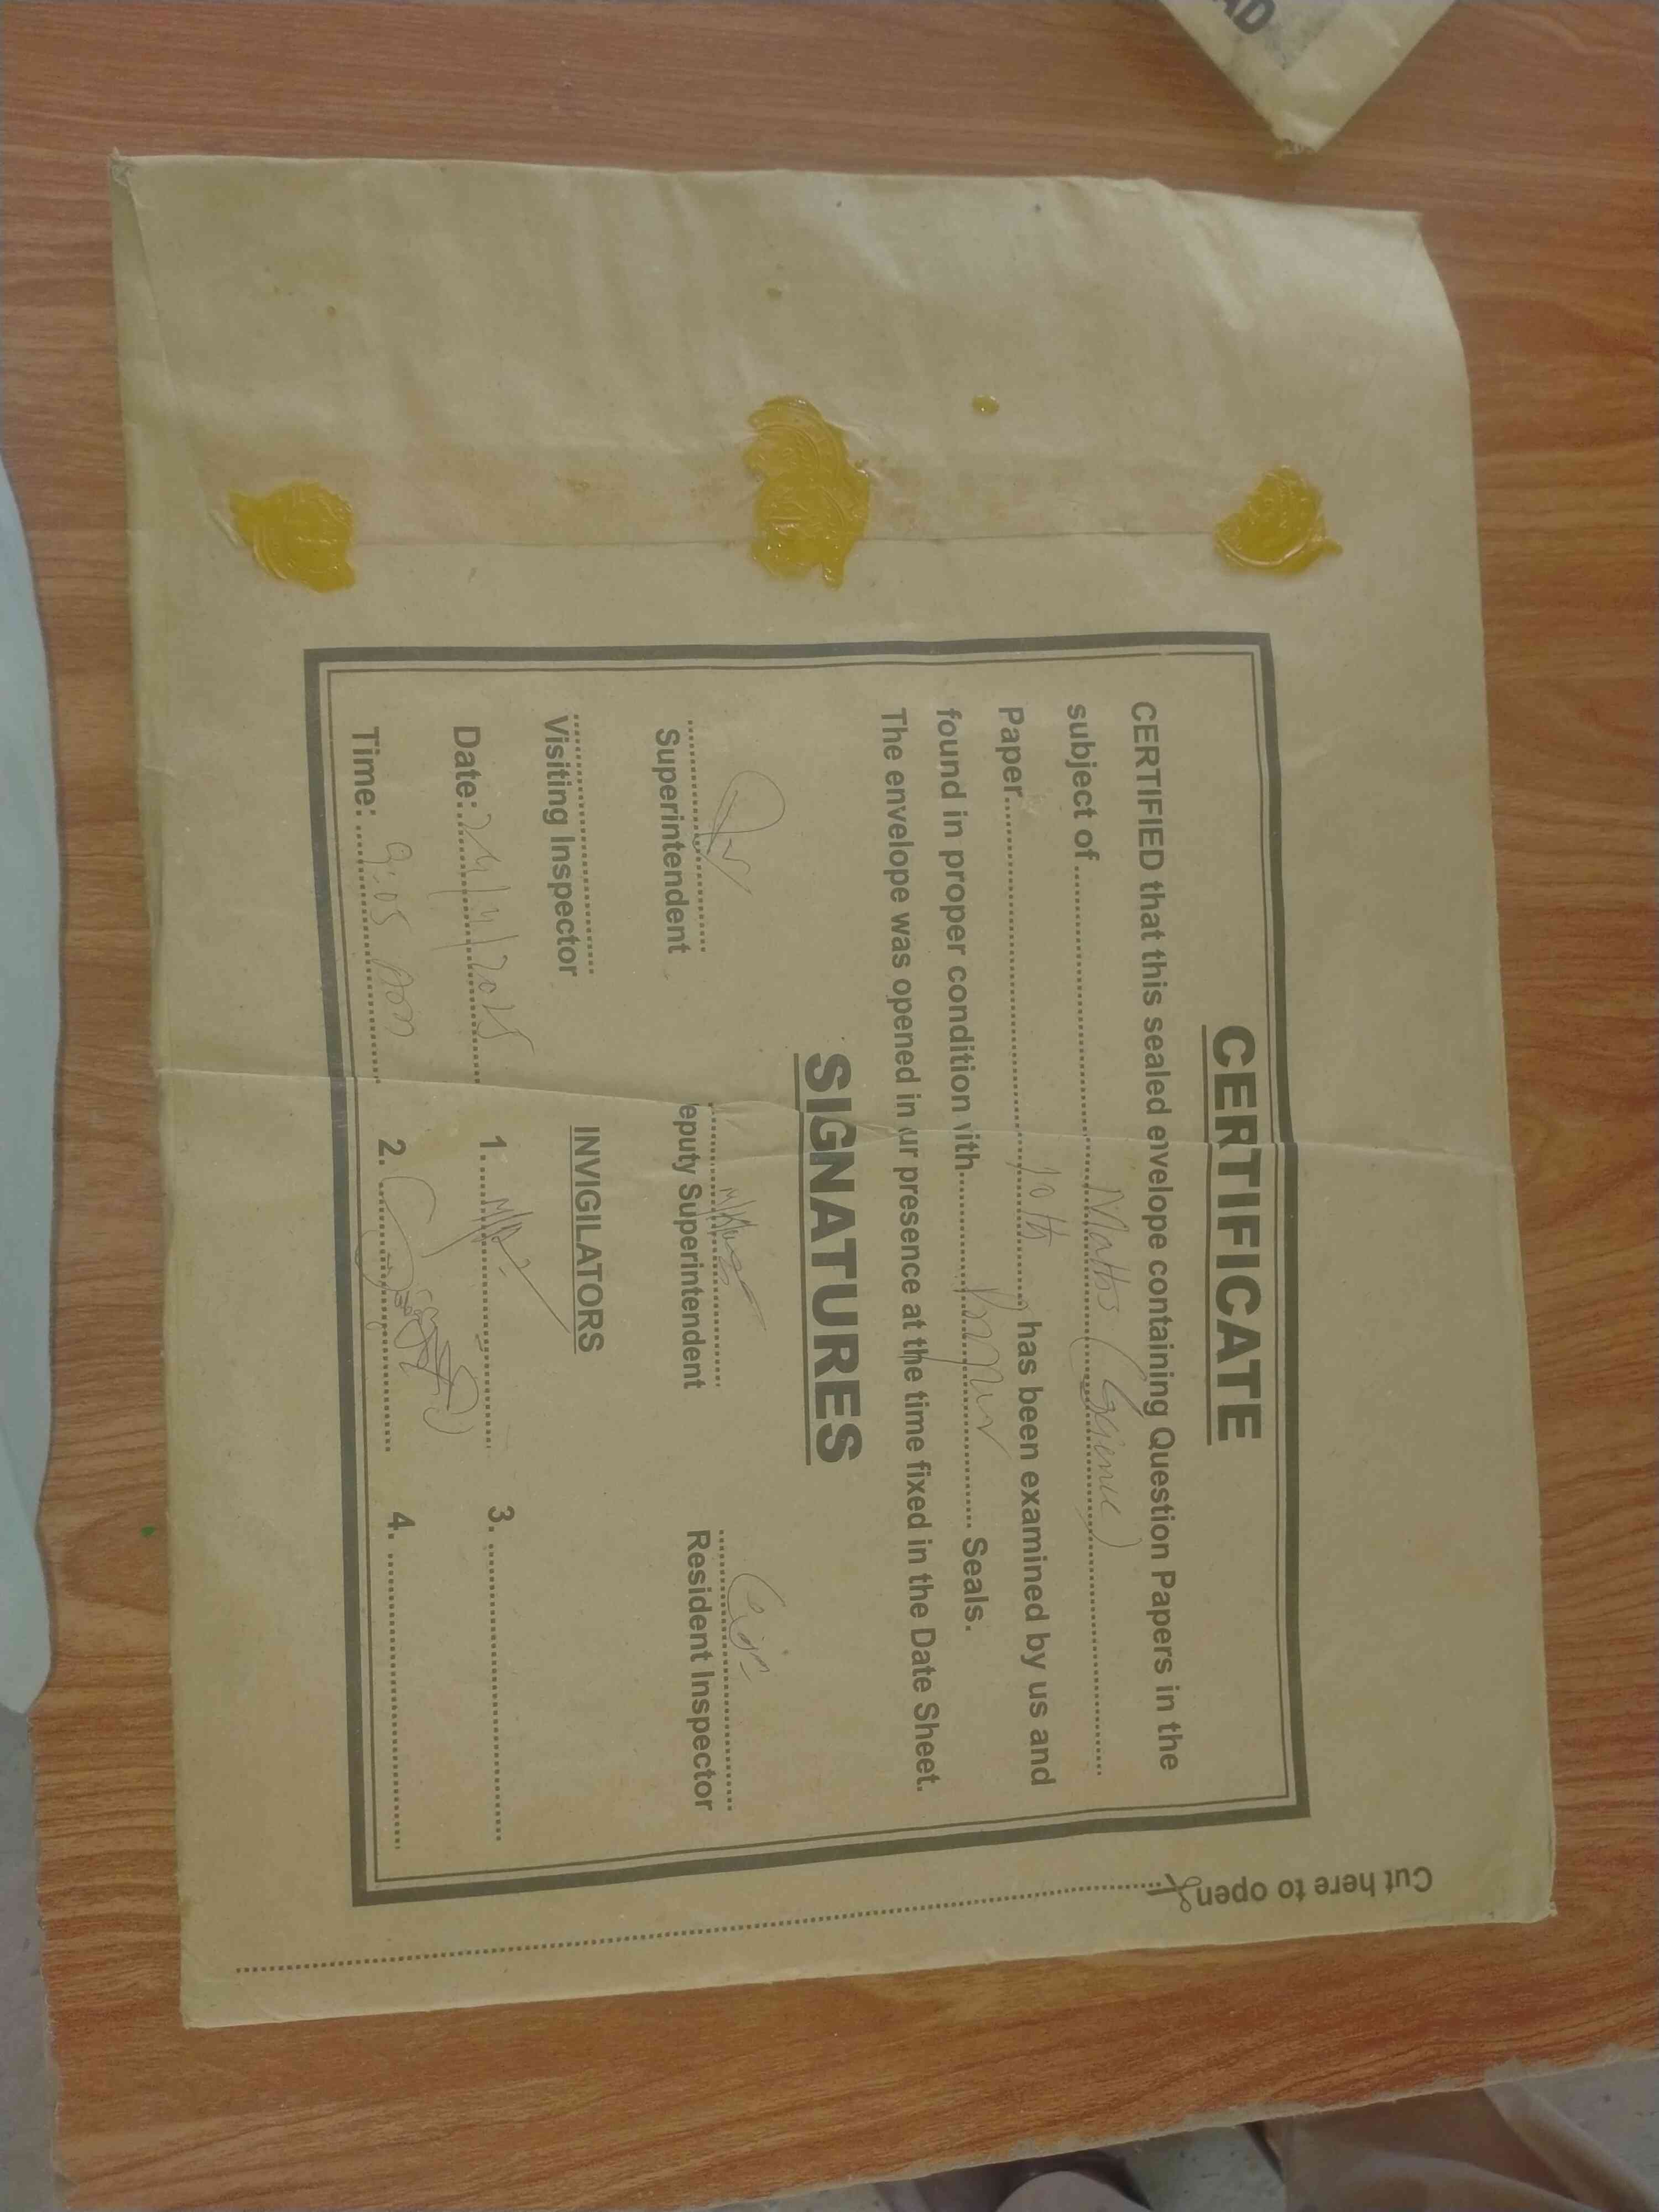 AD
CERTIFICATE
CERTIFIED that this sealed envelope containing Question Papers in the
subject of ........ Maths (Science) ........
Paper ........ 10th ........ has been examined by us and
found in proper condition with ........ Seals.
The envelope was opened in our presence at the time fixed in the Date Sheet.
SIGNATURES
Superintendent
eputy Superintendent
Resident Inspector
Visiting Inspector
INVIGILATORS
Date:
1.
3.
Time: 9:05 Am
2.
4.
Cut here to open